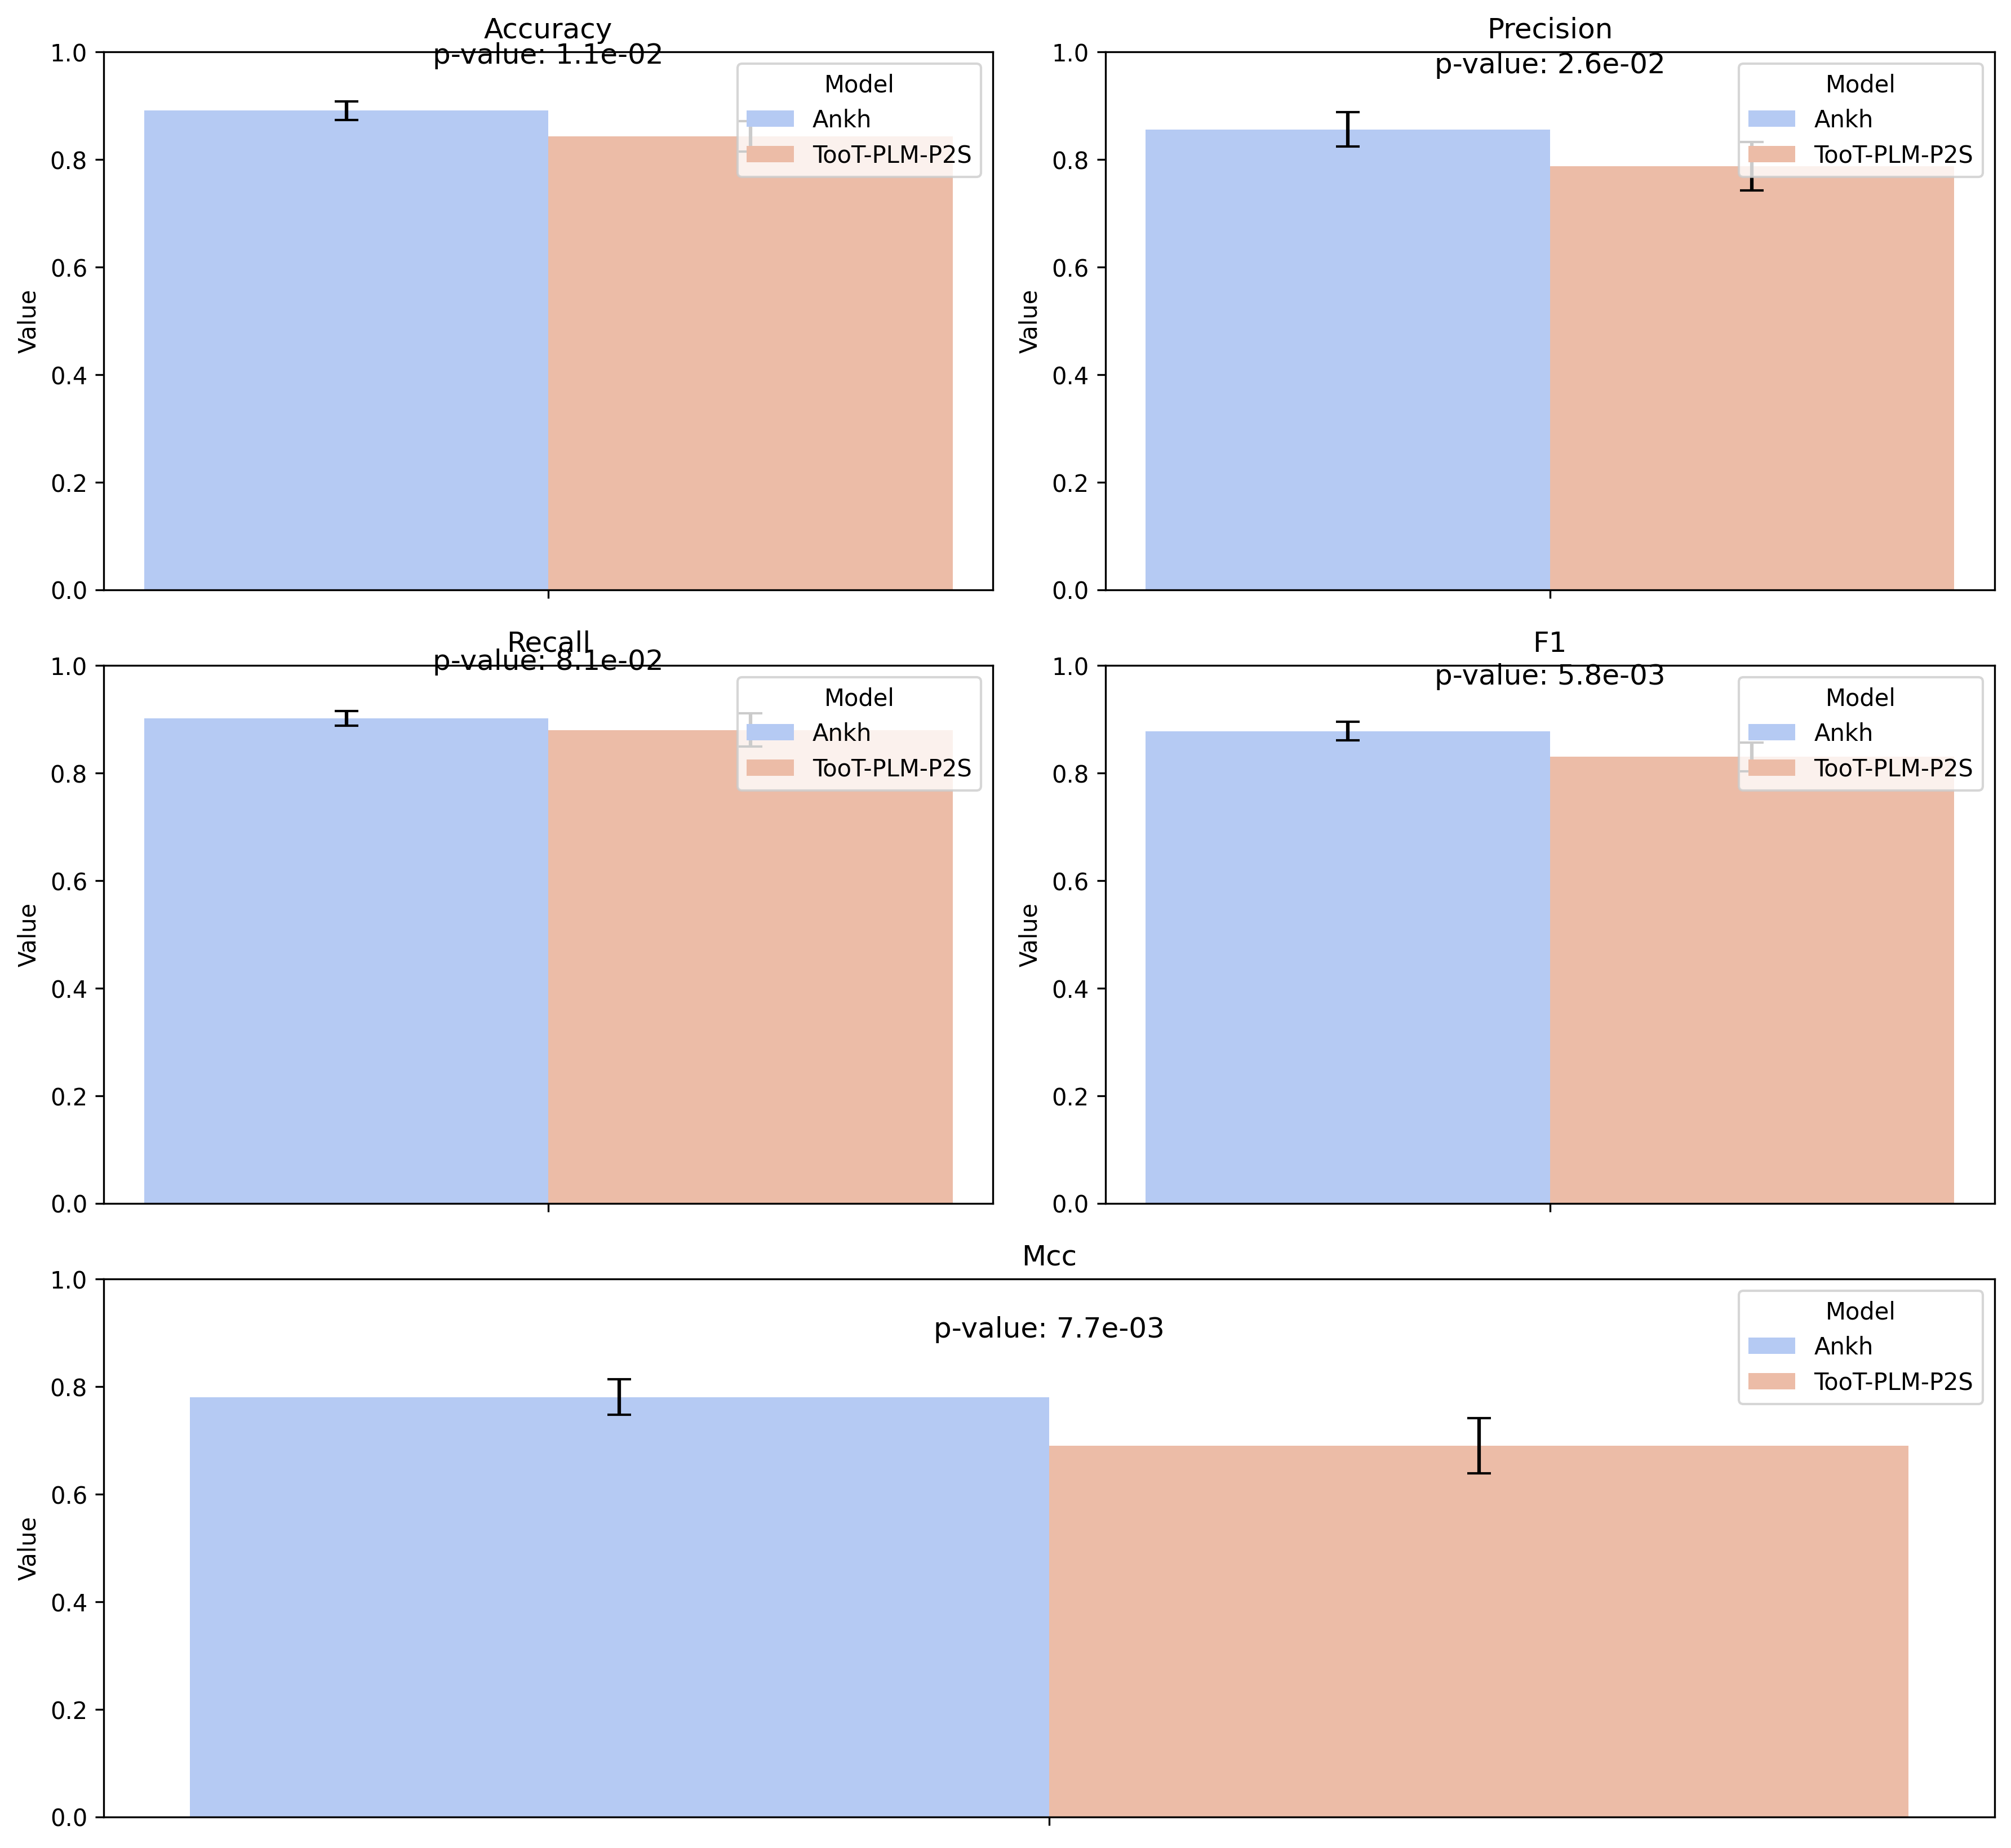 Accuracy
p-value: 1.1e-02
1.0
0.8
0.6
0.4
0.2
0.0
Value
Model
Ankh
TooT-PLM-P2S
Precision
p-value: 2.6e-02
1.0
0.8
0.6
0.4
0.2
0.0
Value
Model
Ankh
TooT-PLM-P2S
Recall
p-value: 8.1e-02
1.0
0.8
0.6
0.4
0.2
0.0
Value
Model
Ankh
TooT-PLM-P2S
F1
p-value: 5.8e-03
1.0
0.8
0.6
0.4
0.2
0.0
Value
Model
Ankh
TooT-PLM-P2S
Mcc
p-value: 7.7e-03
1.0
0.8
0.6
0.4
0.2
0.0
Value
Model
Ankh
TooT-PLM-P2S